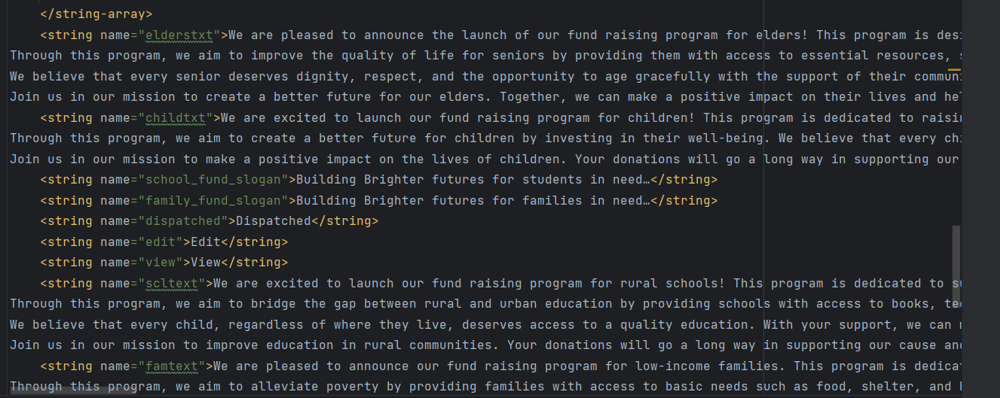 </string-array>
<string name="elderstxt">We are pleased to announce the launch of our fund raising program for elders! This program is
Through this program, we aim to improve the quality of life for seniors by providing them with access to essential resources,
We believe that every senior deserves dignity, respect, and the opportunity to age gracefully with the support of their
Join us in our mission to create a better future for our elders. Together, we can make a positive impact on their lives and
<string name="childtxt">We are excited to launch our fund raising program for children! This program is dedicated to
Through this program, we aim to create a better future for children by investing in their well-being. We believe that every
Join us in our mission to make a positive impact on the lives of children. Your donations will go a long way in supporting our
<string name="school_fund_slogan">Building Brighter futures for students in need…</string>
<string name="family_fund_slogan">Building Brighter futures for families in need…</string>
<string name="dispatched">Dispatched</string>
<string name="edit">Edit</string>
<string name="view">View</string>
<string name="scltext">We are excited to launch our fund raising program for rural schools! This program is dedicated to
Through this program, we aim to bridge the gap between rural and urban education by providing schools with access to books,
We believe that every child, regardless of where they live, deserves access to a quality education. With your support, we can
Join us in our mission to improve education in rural communities. Your donations will go a long way in supporting our cause
<string name="famtext">We are pleased to announce our fund raising program for low-income families. This program is
Through this program, we aim to alleviate poverty by providing families with access to basic needs such as food, shelter, and